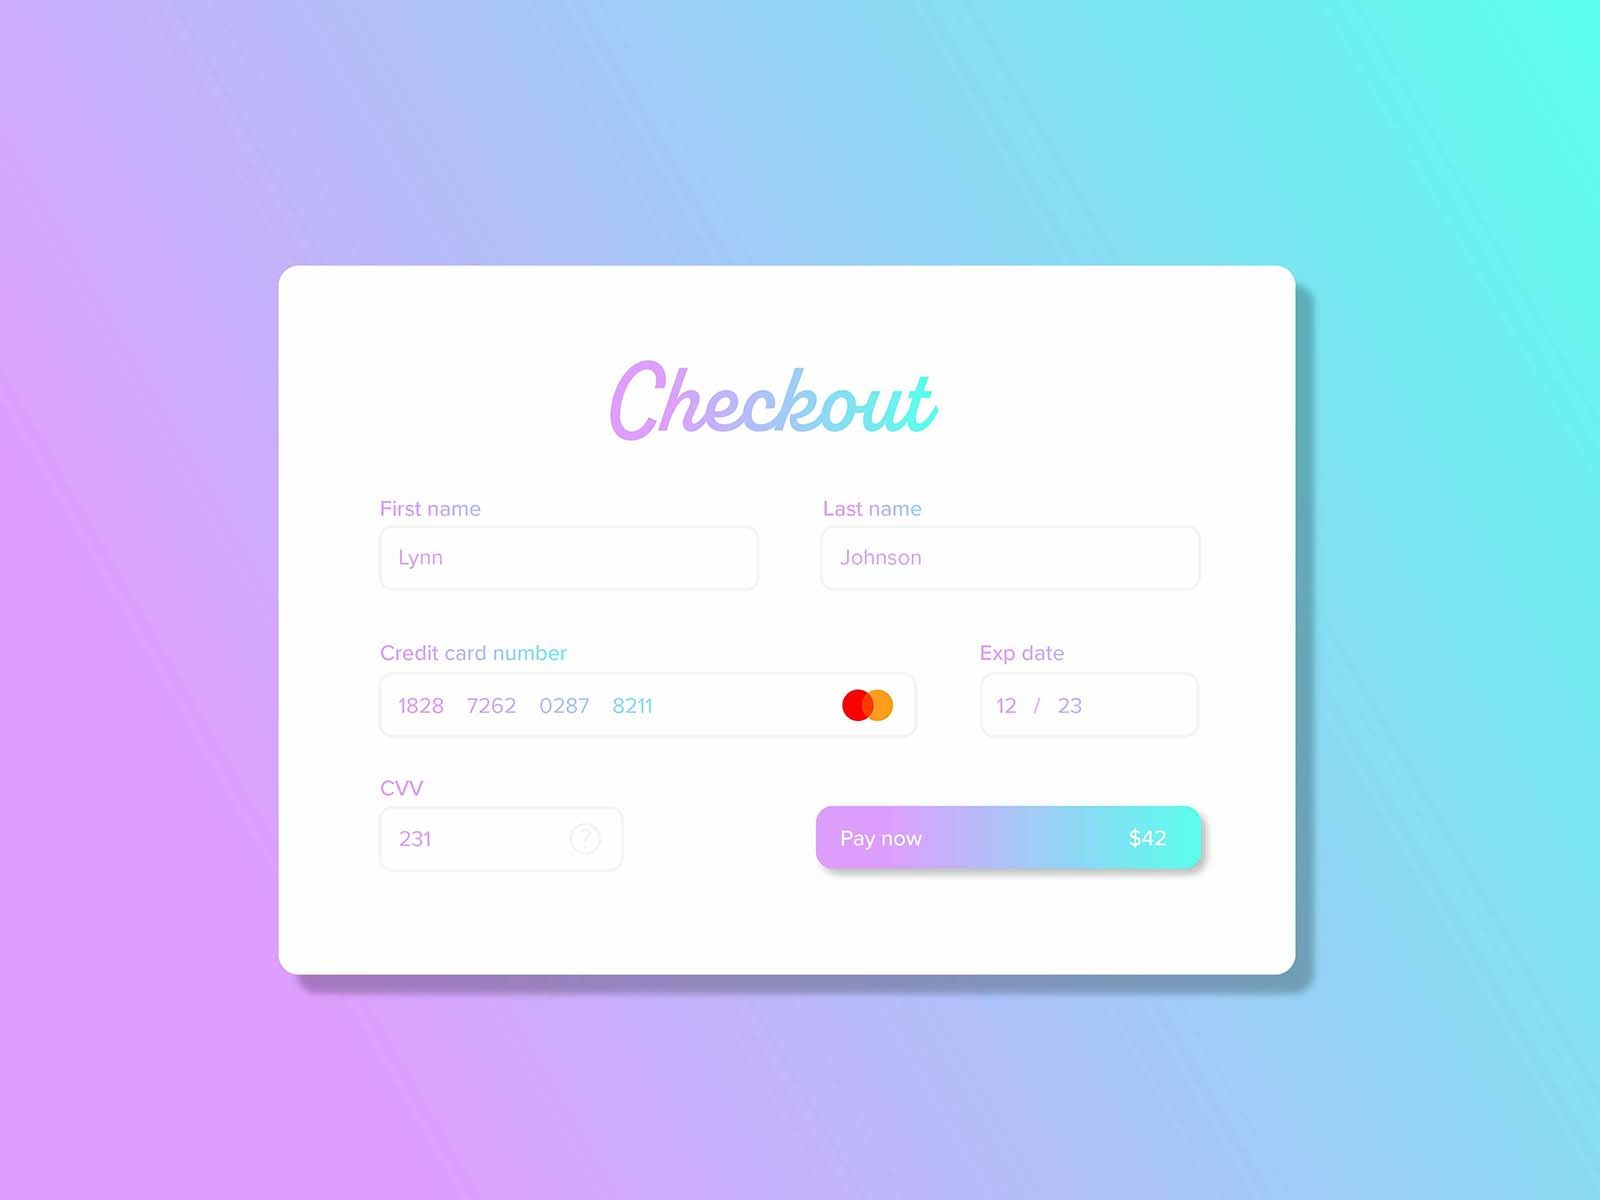 Checkout
First name
Last name
Lynn
Johnson
Credit card number
Exp date
1828 7262 0287 8211
12 / 23
CVV
231
?
Pay now
$42